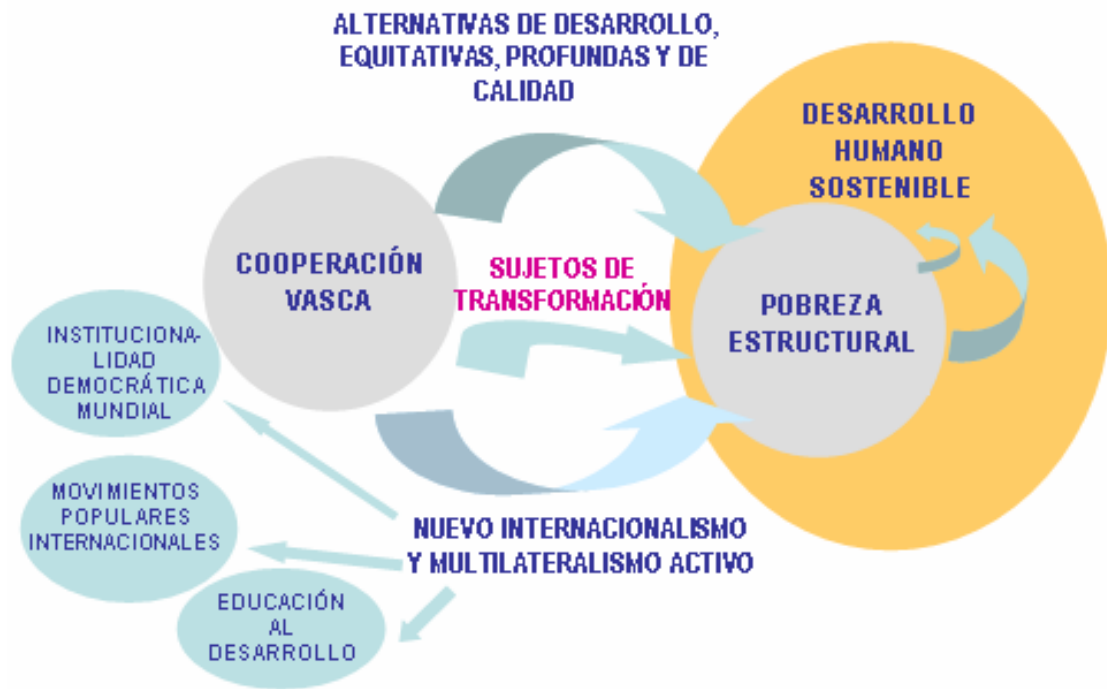 ALTERNATIVAS DE DESARROLLO,
EQUITATIVAS, PROFUNDAS Y DE
CALIDAD
DESARROLLO
HUMANO
SOSTENIBLE
COOPERACIÓN
VASCA
SUJETOS DE
TRANSFORMACIÓN
POBREZA
ESTRUCTURAL
INSTITUCIONA-
LIDAD
DEMOCRÁTICA
MUNDIAL
MOVIMIENTOS
POPULARES
INTERNACIONALES
NUEVO INTERNACIONALISMO
Y MULTILATERALISMO ACTIVO
EDUCACIÓN
AL
DESARROLLO